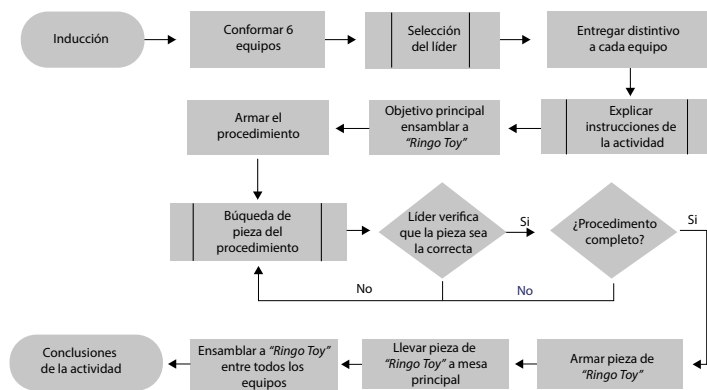 Inducción
Conformar 6
equipos
Selección
del líder
Entregar distintivo
a cada equipo
Explicar
instrucciones de
la actividad
Objetivo principal
ensamblar a
"Ringo Toy"
Armar el
procedimiento
Búqueda de
pieza del
procedimiento
Líder verifica
que la pieza sea
la correcta
Si
¿Procedimento
completo?
Si
No
No
Armar pieza de
"Ringo Toy"
Llevar pieza de
"Ringo Toy" a mesa
principal
Ensamblar a "Ringo Toy"
entre todos los
equipos
Conclusiones
de la actividad